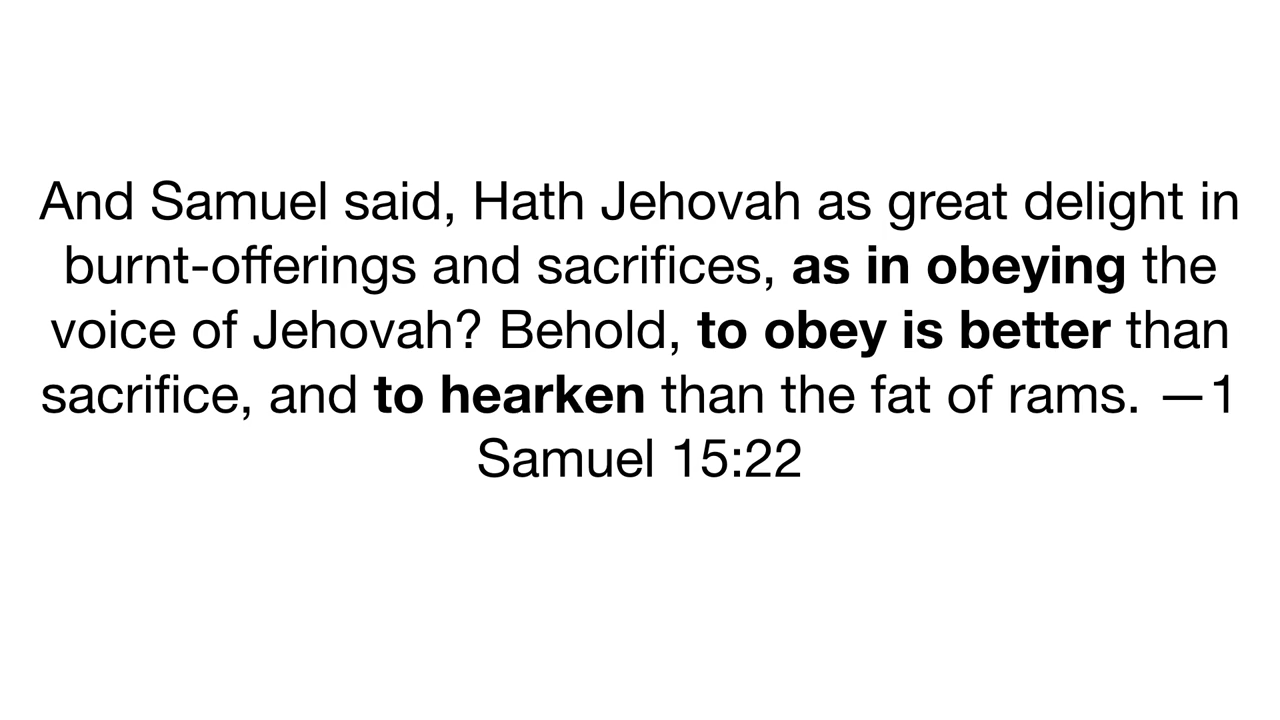 And Samuel said, Hath Jehovah as great delight in
burnt-offerings and sacrifices, as in obeying the
voice of Jehovah? Behold, to obey is better than
sacrifice, and to hearken than the fat of rams. —1
Samuel 15:22